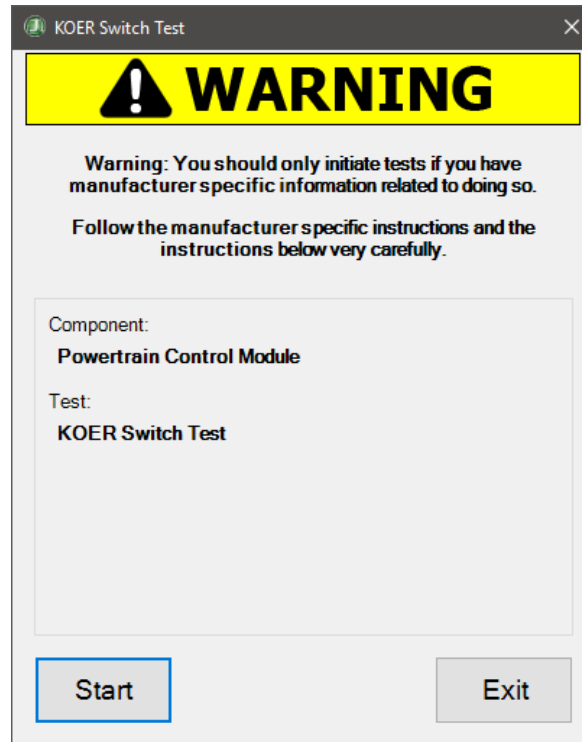 KOER Switch Test
WARNING
Warning: You should only initiate tests if you have
manufacturer specific information related to doing so.
Follow the manufacturer specific instructions and the
instructions below very carefully.
Component:
Powertrain Control Module
Test:
KOER Switch Test
Start
Exit